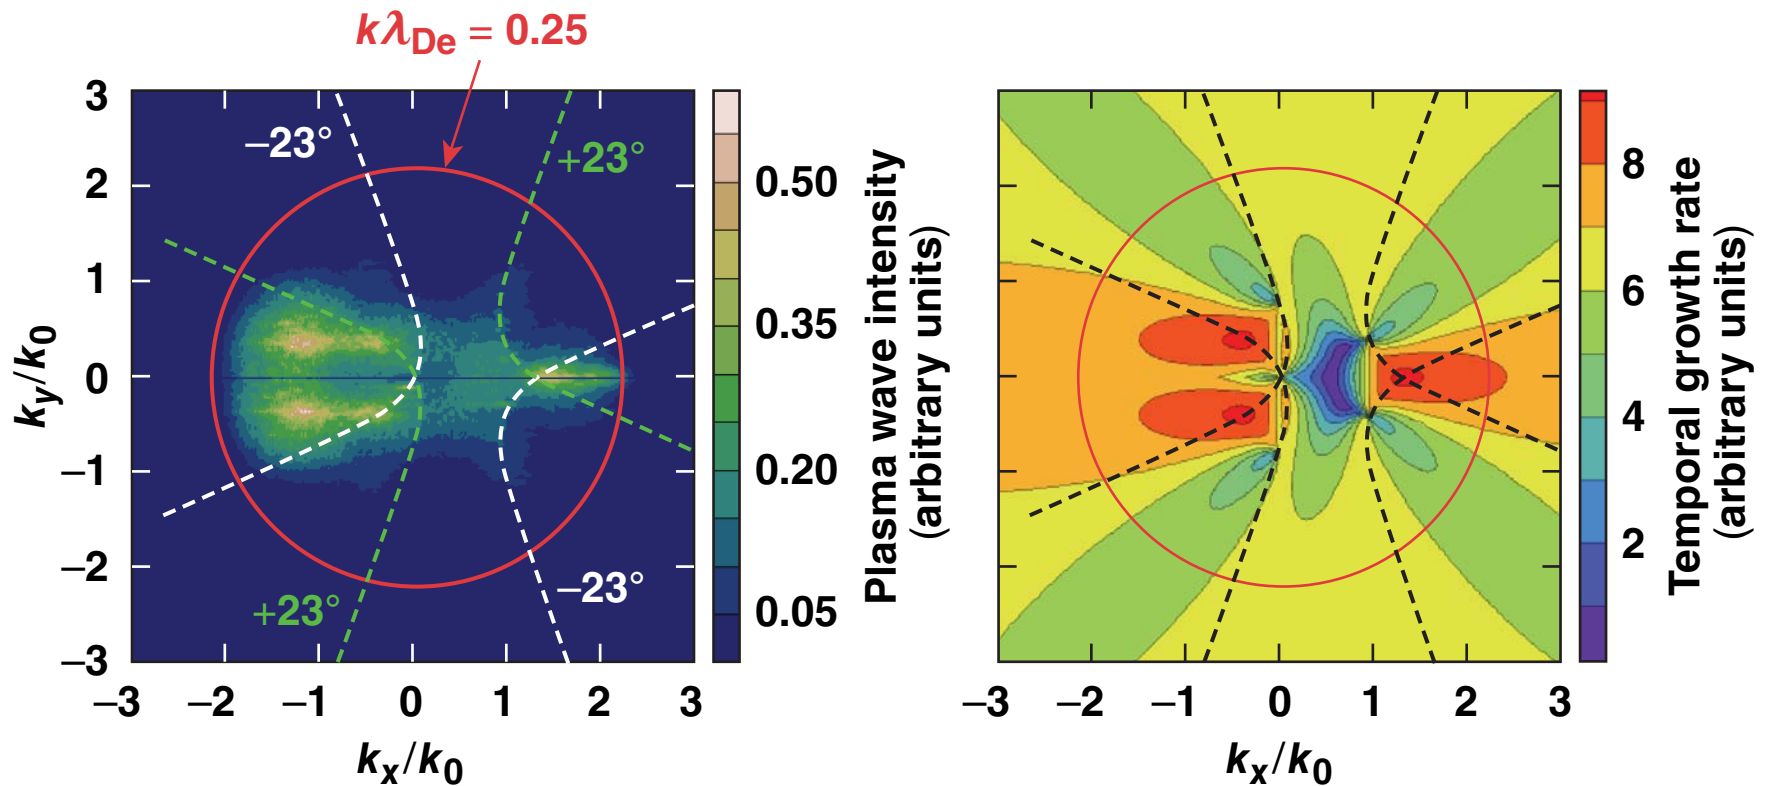 kλDe = 0.25
3
2
1
0
−1
−2
−3
ky/k0
−23°
+23°
+23°
−23°
−3 −2 −1 0 1 2 3
kx/k0
0.50
0.35
0.20
0.05
Plasma wave intensity
(arbitrary units)
−3 −2 −1 0 1 2 3
kx/k0
8
6
4
2
Temporal growth rate
(arbitrary units)